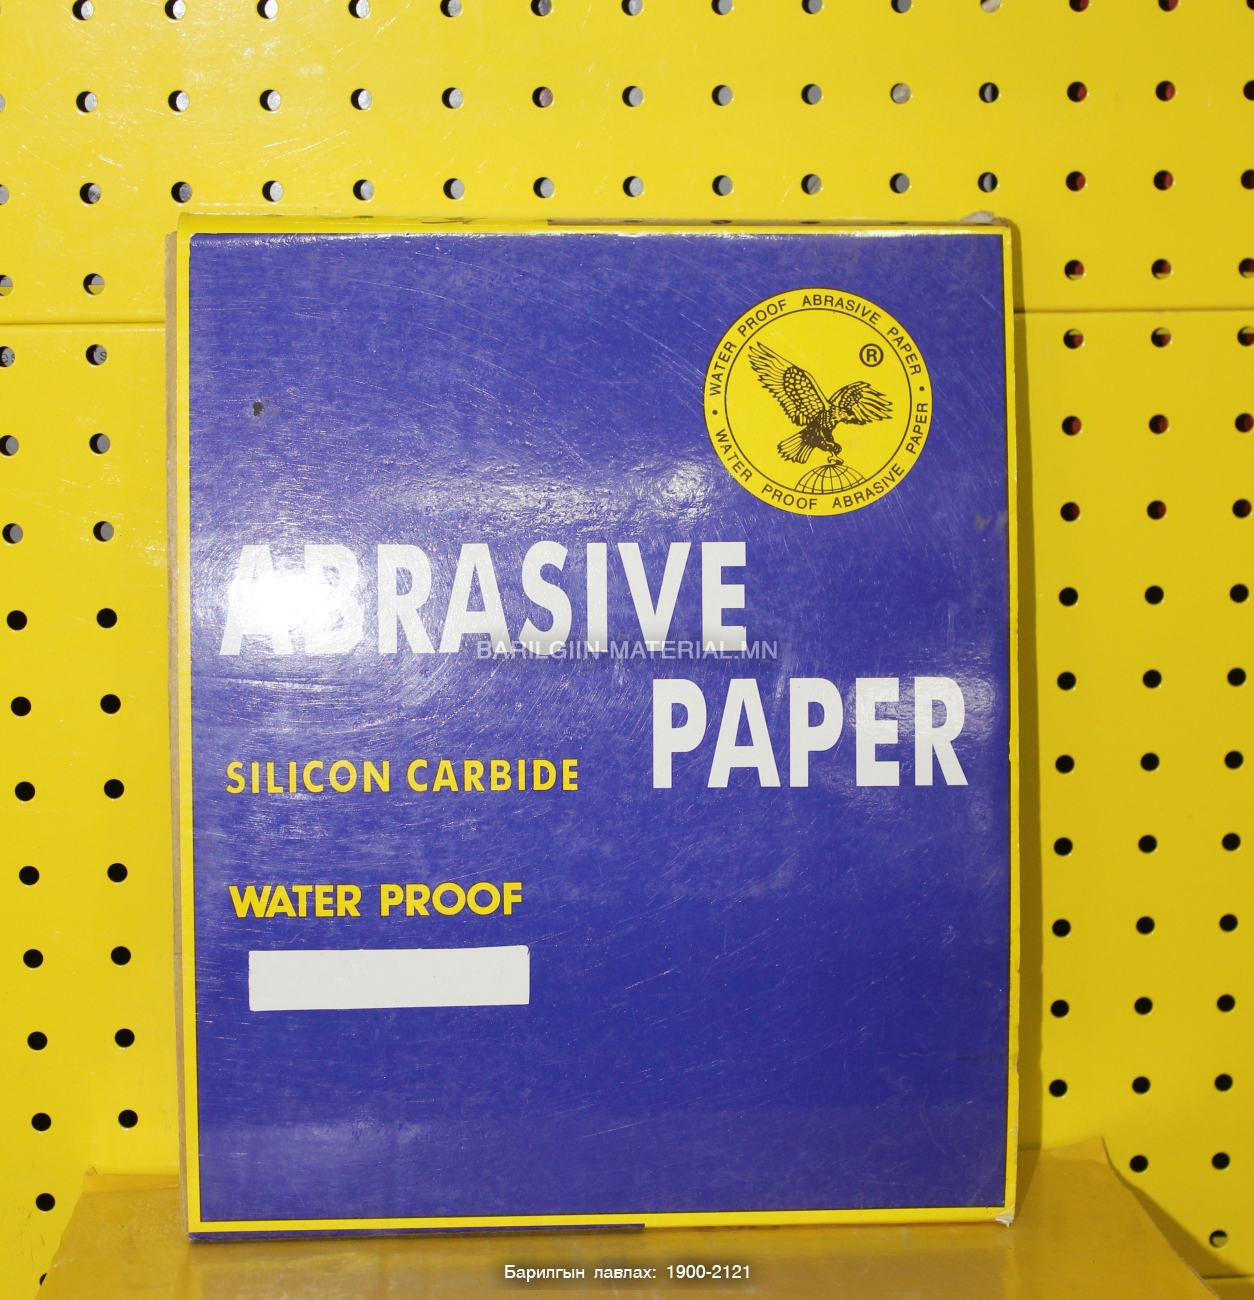 WATER PROOF ABRASIVE PAPER
®
WATER PROOF ABRASIVE PAPER
ABRASIVE
BARILGIIN-MATERIAL.MN
PAPER
SILICON CARBIDE
WATER PROOF
Барилгын лавлах: 1900-2121